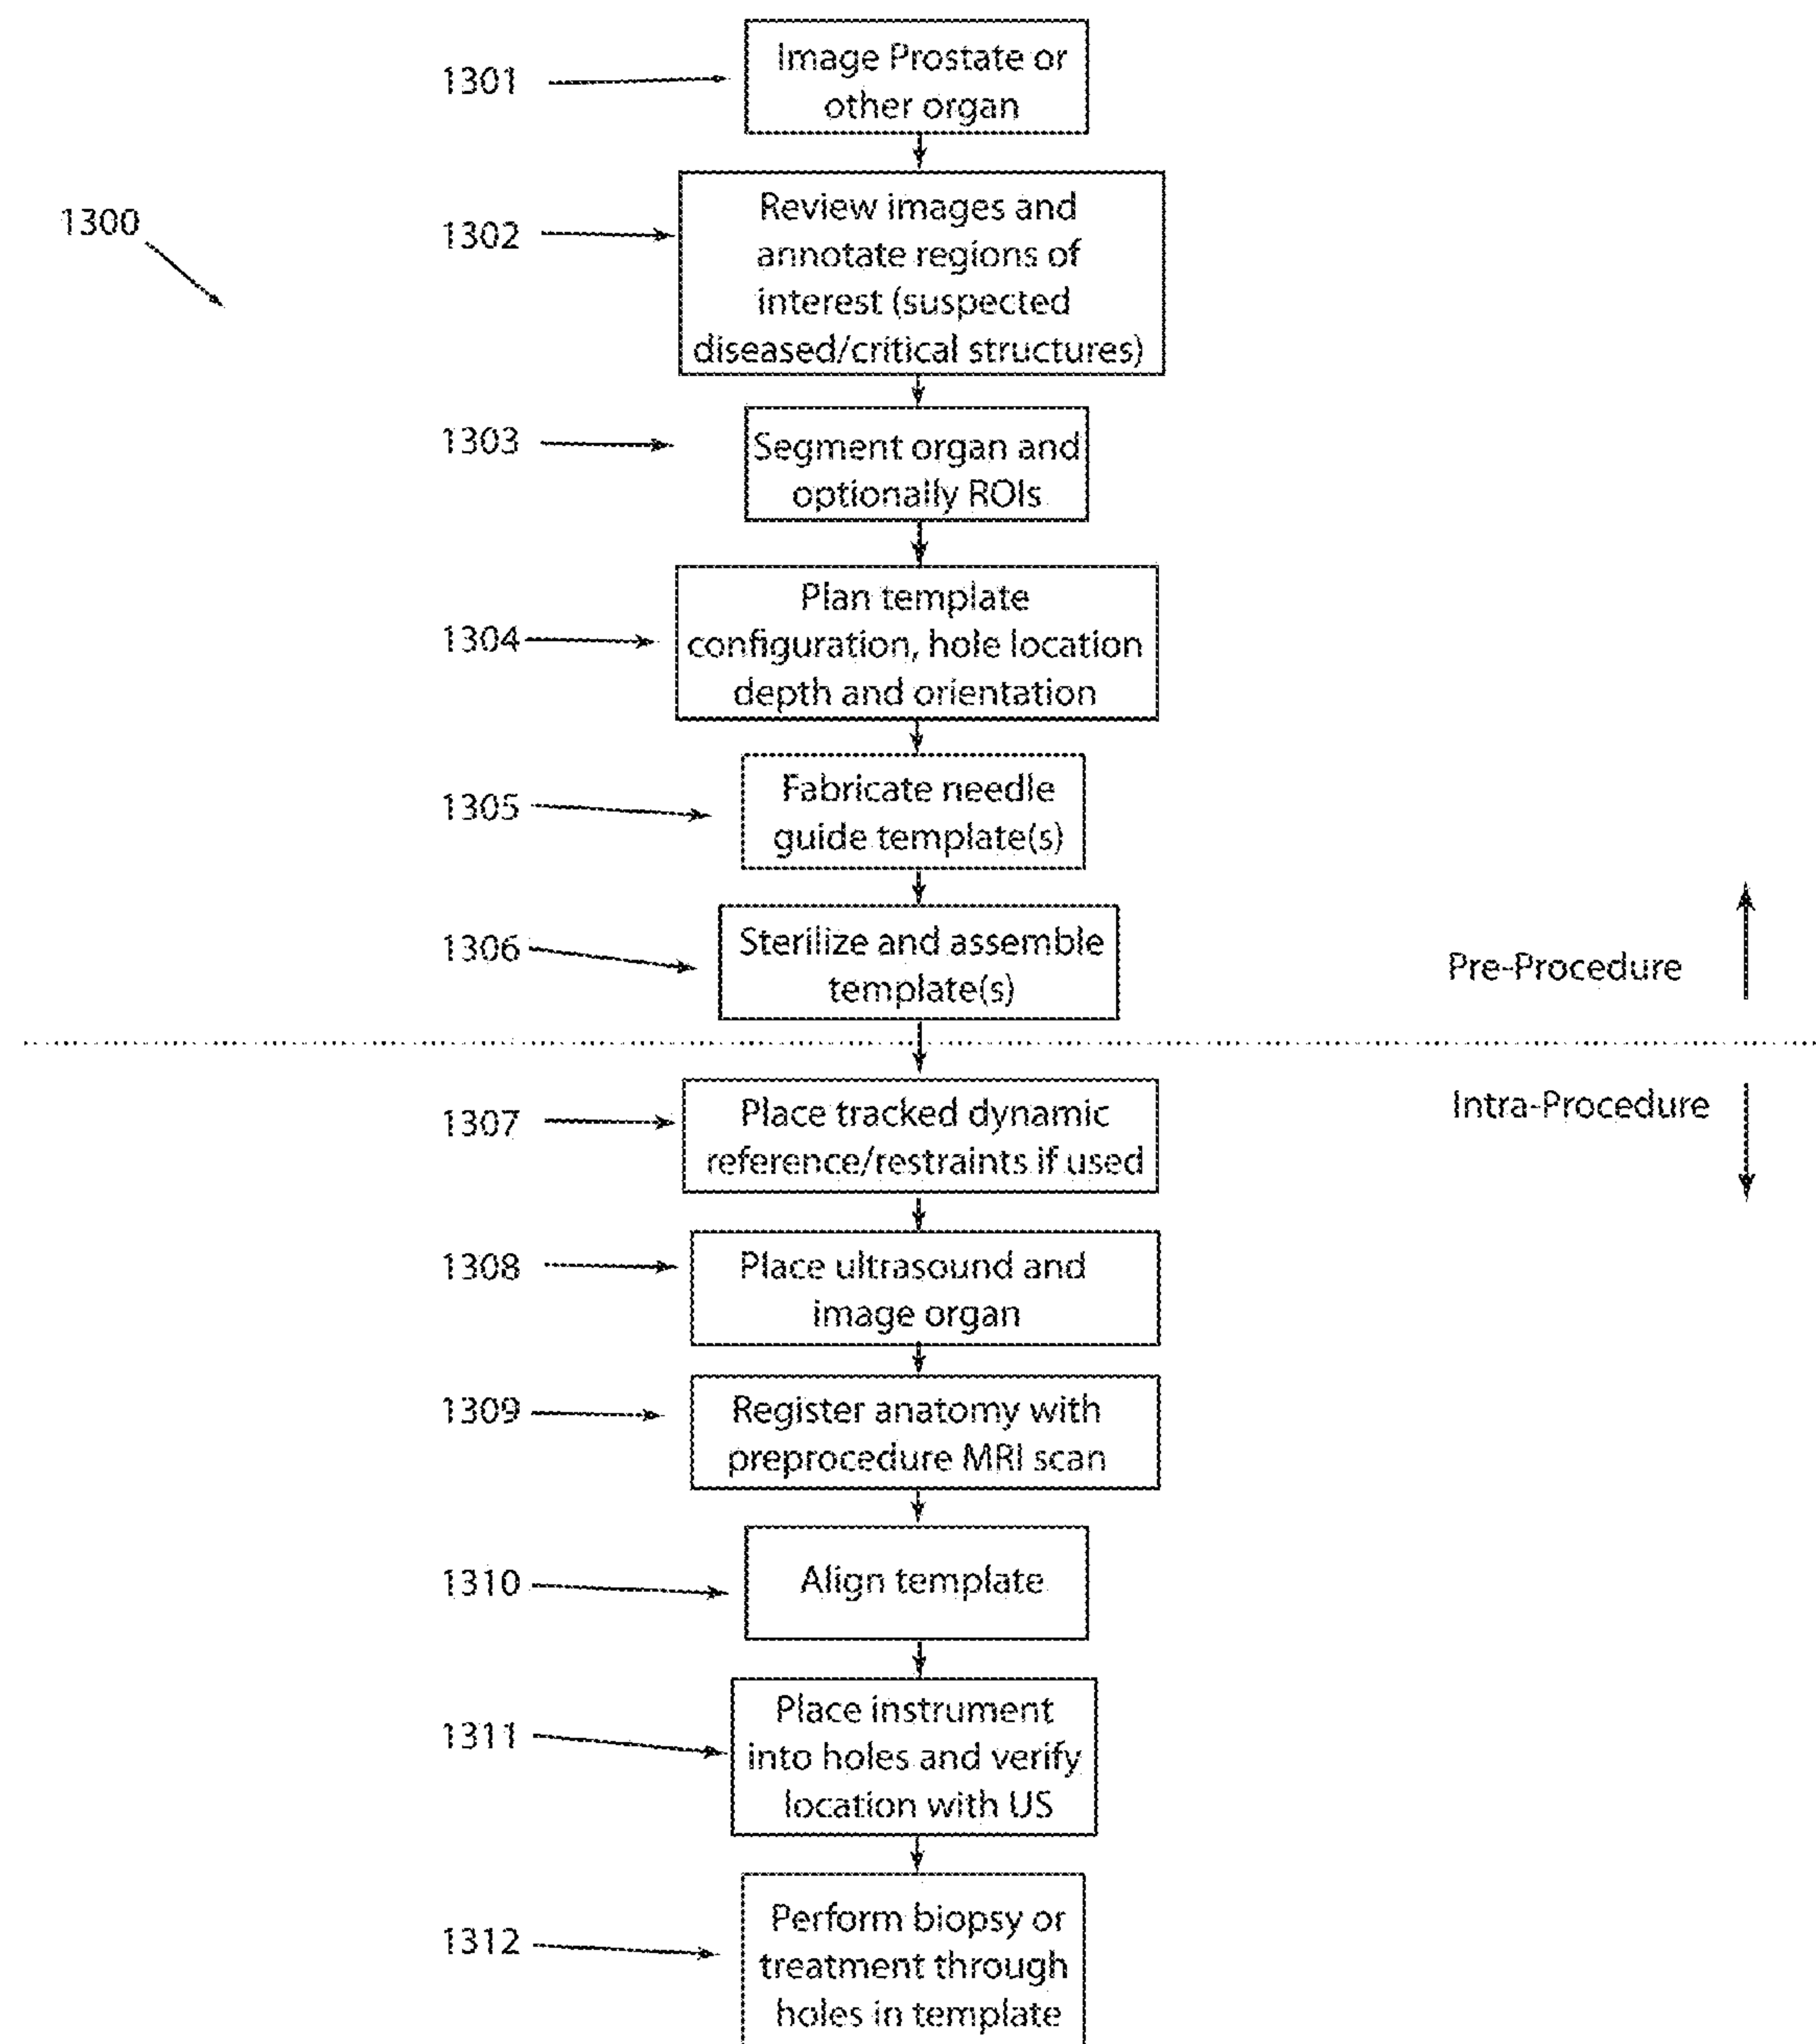 1300
1301
Image Prostate or
other organ
1302
Review images and
annotate regions of
interest (suspected
diseased/critical structures)
1303
Segment organ and
optionally ROIs
1304
Plan template
configuration, hole location
depth and orientation
1305
Fabricate needle
guide template(s)
1306
Sterilize and assemble
template(s)
Pre-Procedure
Intra-Procedure
1307
Place tracked dynamic
reference/restraints if used
1308
Place ultrasound and
image organ
1309
Register anatomy with
preprocedure MRI scan
1310
Align template
1311
Place instrument
into holes and verify
location with US
1312
Perform biopsy or
treatment through
holes in template